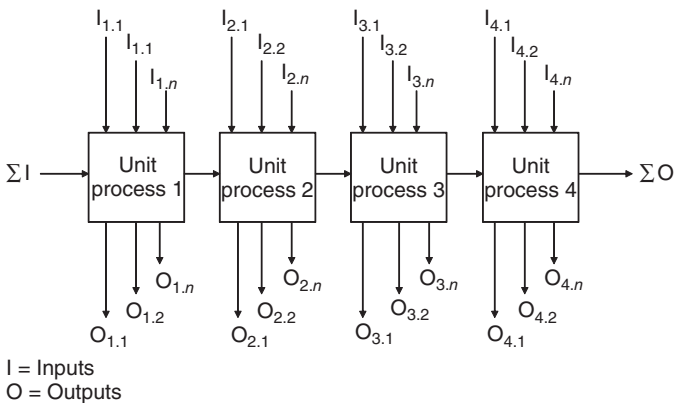 I1.1 I2.1 I3.1 I4.1
I1.1 I2.2 I3.2 I4.2
I1.n I2.n I3.n I4.n
ΣI Unit process 1 Unit process 2 Unit process 3 Unit process 4 ΣO
O1.n O2.n O3.n O4.n
O1.2 O2.2 O3.2 O4.2
O1.1 O2.1 O3.1 O4.1
I = Inputs
O = Outputs